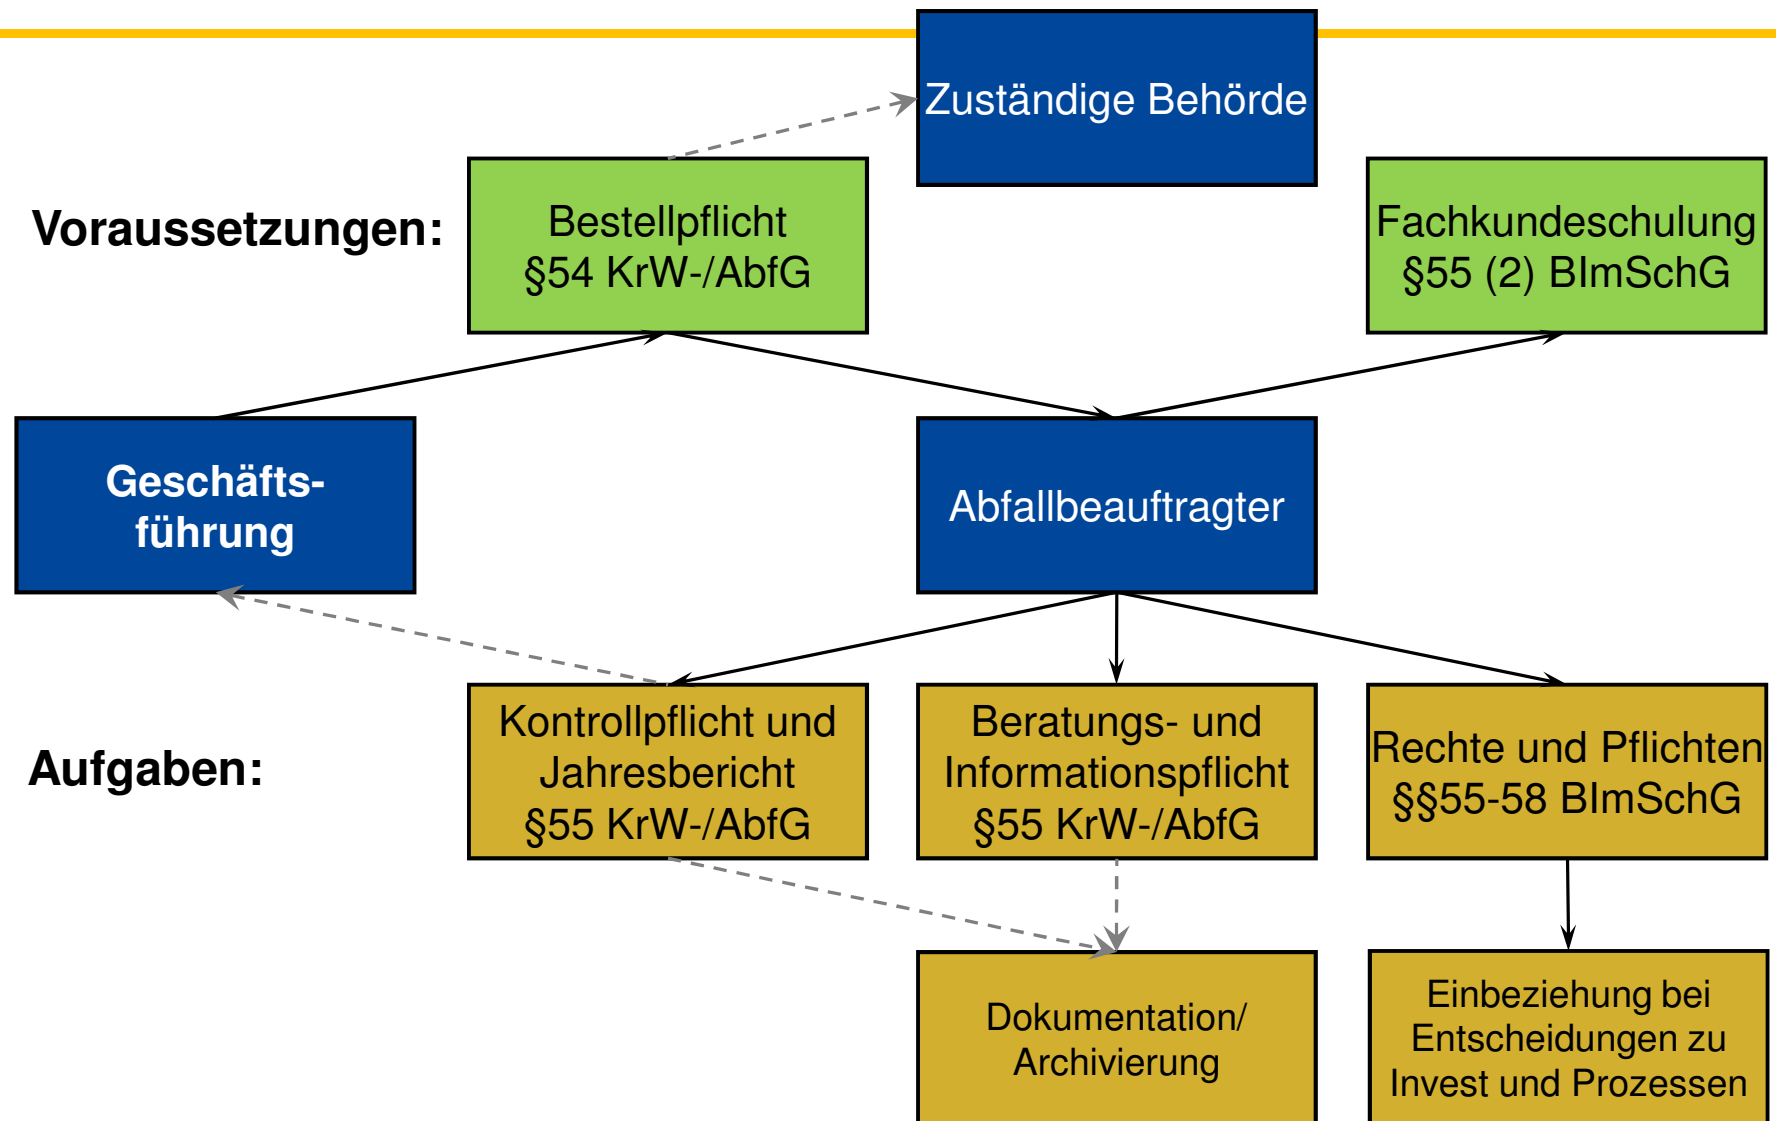 Zuständige Behörde
Voraussetzungen:
Bestellpflicht
§54 KrW-/AbfG
Fachkundeschulung
§55 (2) BImSchG
Geschäfts-
führung
Abfallbeauftragter
Aufgaben:
Kontrollpflicht und
Jahresbericht
§55 KrW-/AbfG
Beratungs- und
Informationspflicht
§55 KrW-/AbfG
Rechte und Pflichten
§§55-58 BImSchG
Dokumentation/
Archivierung
Einbeziehung bei
Entscheidungen zu
Invest und Prozessen